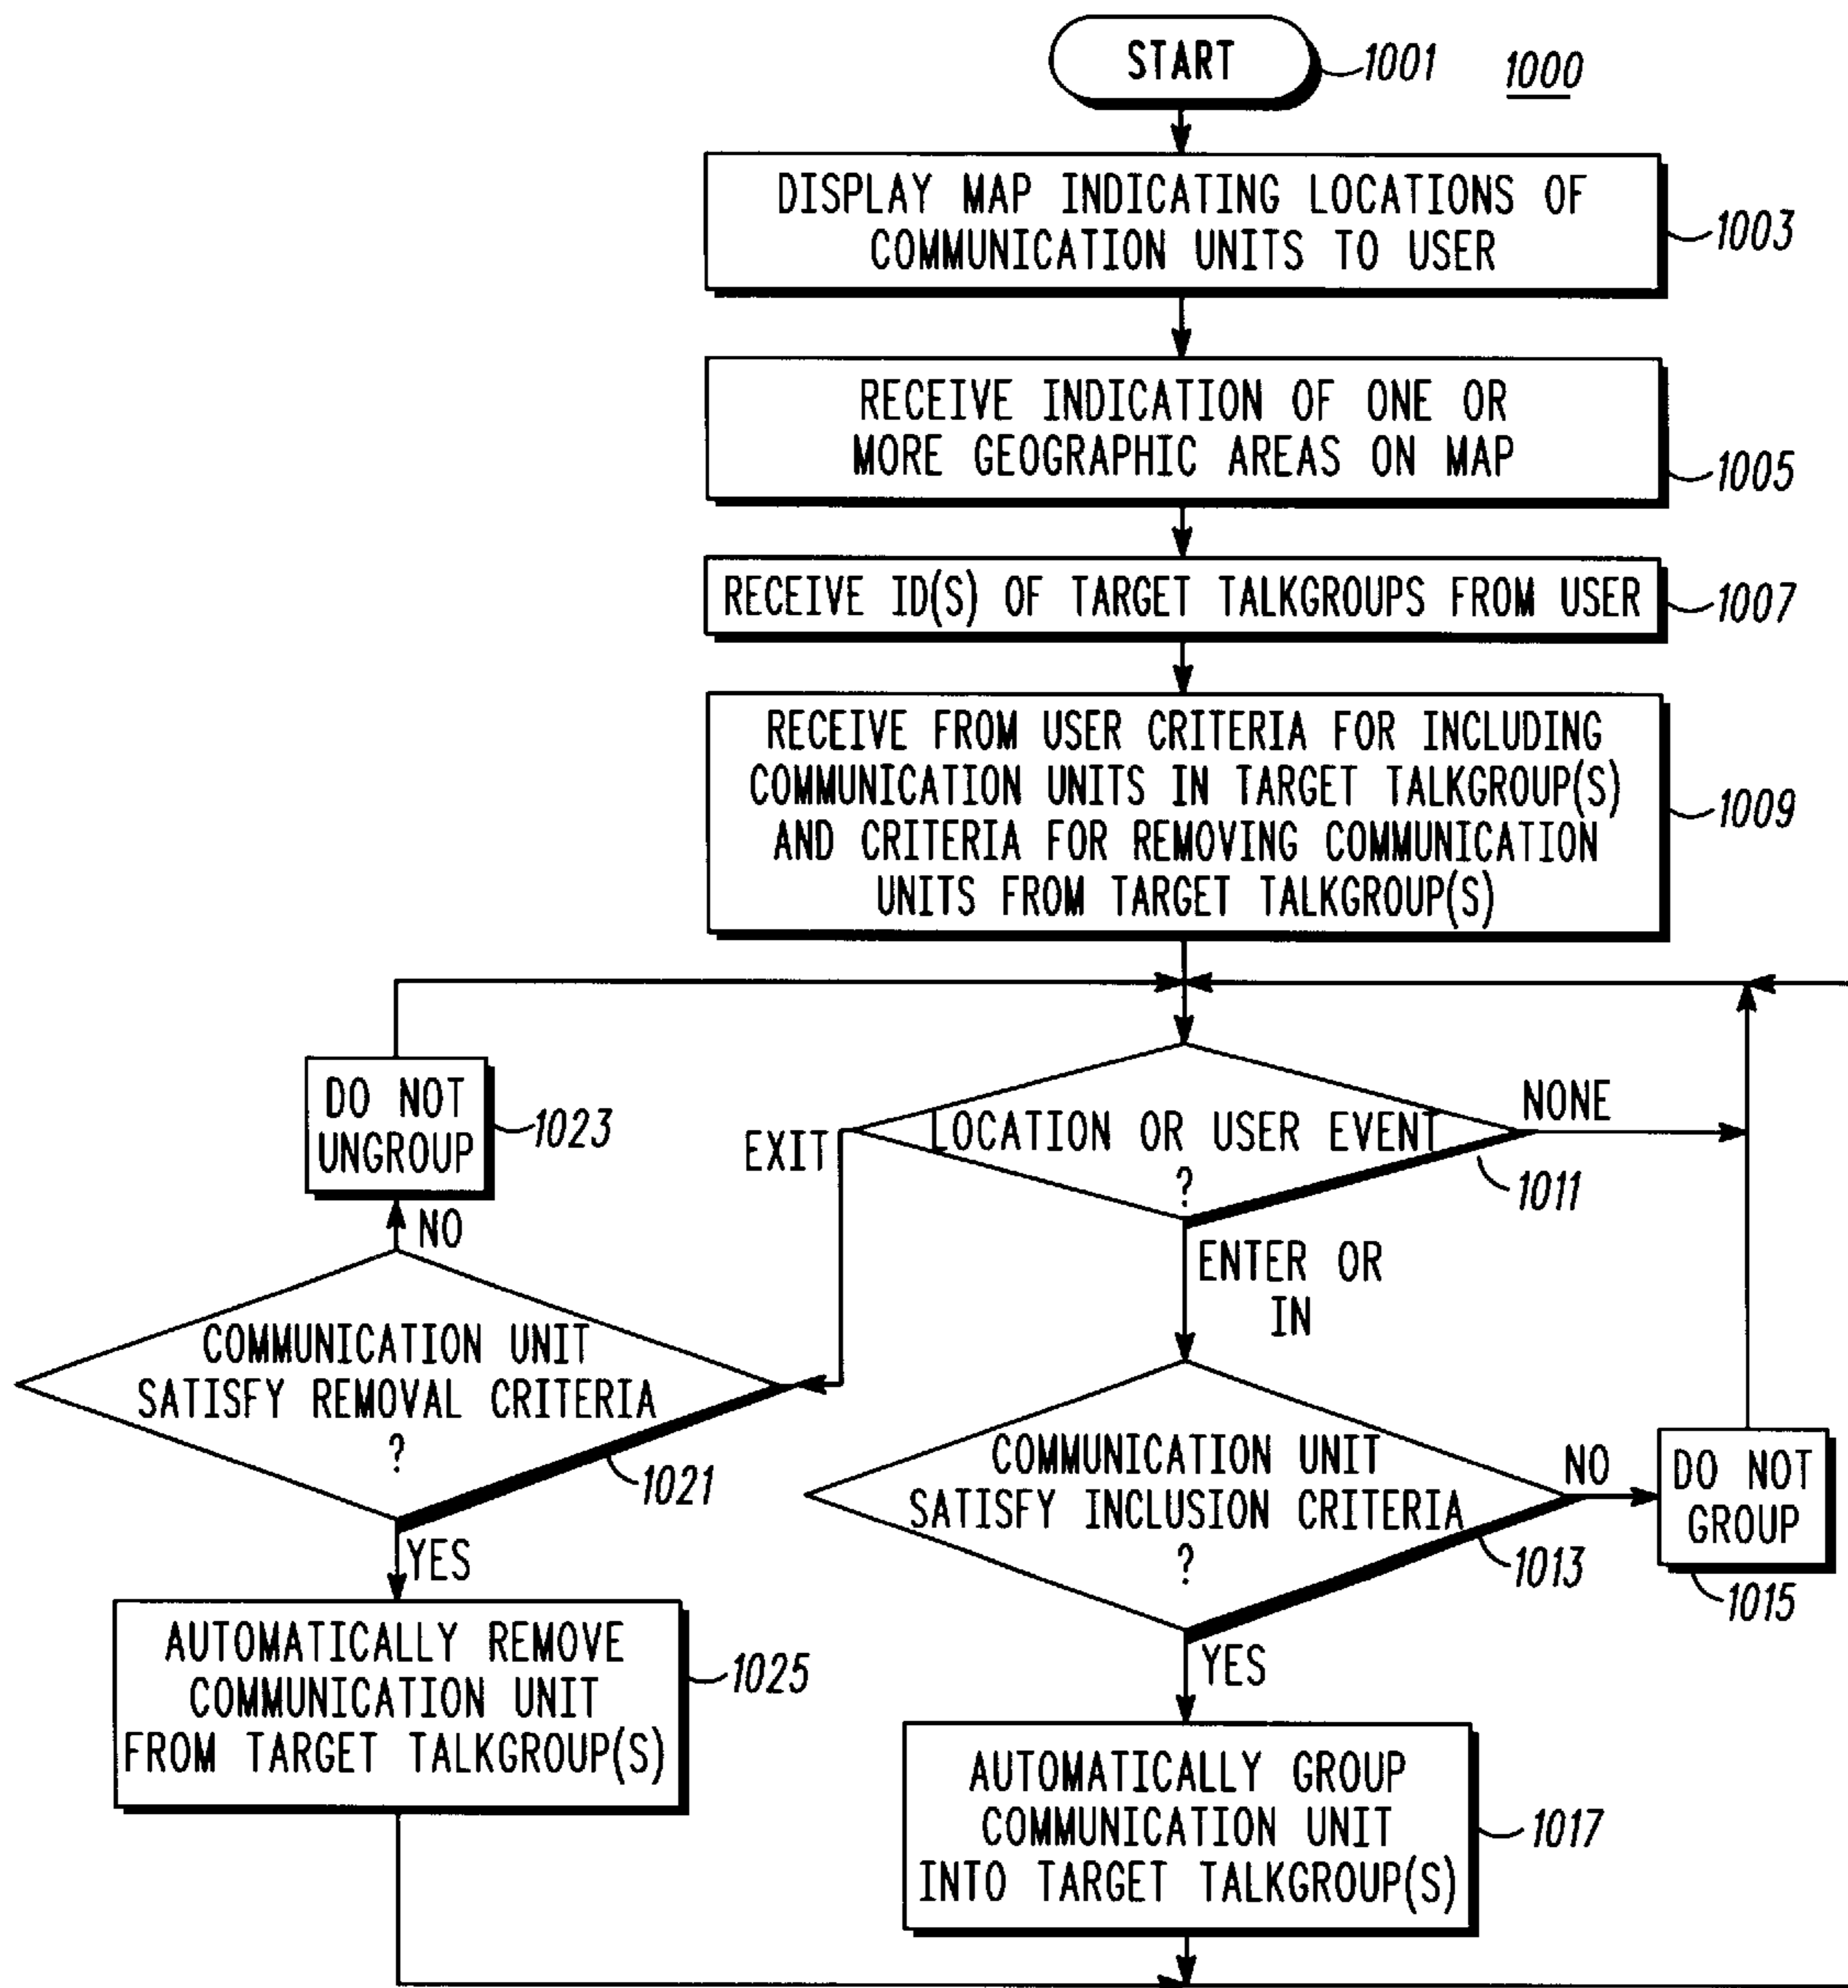 START
1001
1000
DISPLAY MAP INDICATING LOCATIONS OF
COMMUNICATION UNITS TO USER
1003
RECEIVE INDICATION OF ONE OR
MORE GEOGRAPHIC AREAS ON MAP
1005
RECEIVE ID(S) OF TARGET TALKGROUPS FROM USER
1007
RECEIVE FROM USER CRITERIA FOR INCLUDING
COMMUNICATION UNITS IN TARGET TALKGROUP(S)
AND CRITERIA FOR REMOVING COMMUNICATION
UNITS FROM TARGET TALKGROUP(S)
1009
DO NOT
UNGROUP
1023
EXIT
LOCATION OR USER EVENT
?
NONE
1011
NO
ENTER OR
IN
COMMUNICATION UNIT
SATISFY REMOVAL CRITERIA
?
1021
COMMUNICATION UNIT
SATISFY INCLUSION CRITERIA
?
1013
NO
DO NOT
GROUP
1015
YES
AUTOMATICALLY REMOVE
COMMUNICATION UNIT
FROM TARGET TALKGROUP(S)
1025
YES
AUTOMATICALLY GROUP
COMMUNICATION UNIT
INTO TARGET TALKGROUP(S)
1017